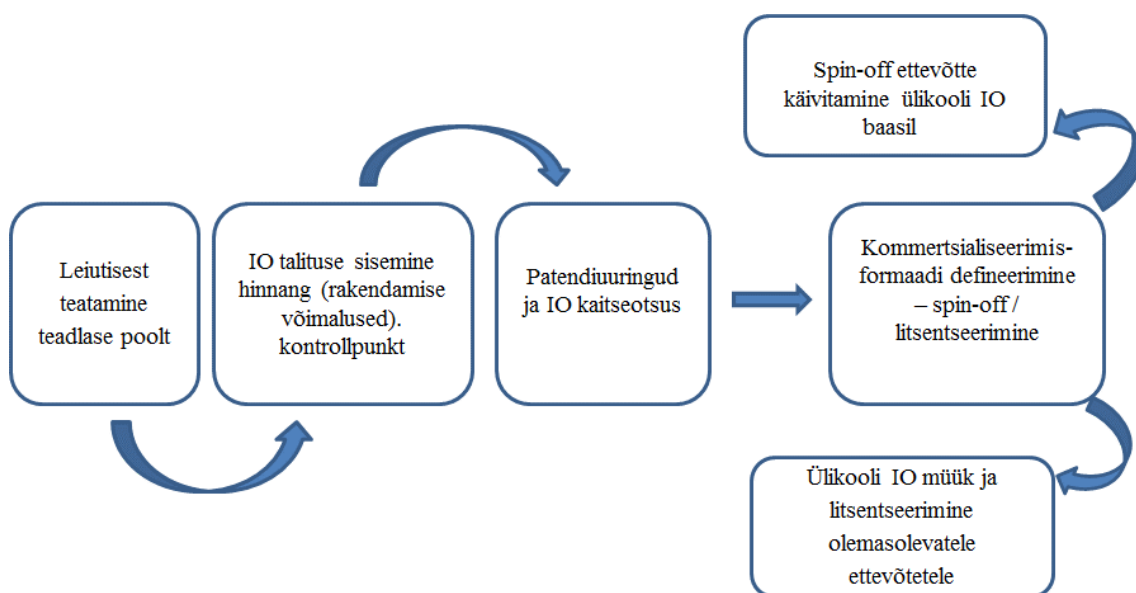 Leiutisest
teatamine
teadlase poolt
IO talituse sisemine
hinnang (rakendamise
võimalused).
kontrollpunkt
Patendiuuringud
ja IO kaitseotsus
Kommertsialiseerimis-
formaadi defineerimine
– spin-off /
litsentseerimine
Spin-off ettevõtte
käivitamine ülikooli IO
baasil
Ülikooli IO müük ja
litsentseerimine
olemasolevatele
ettevõtetele